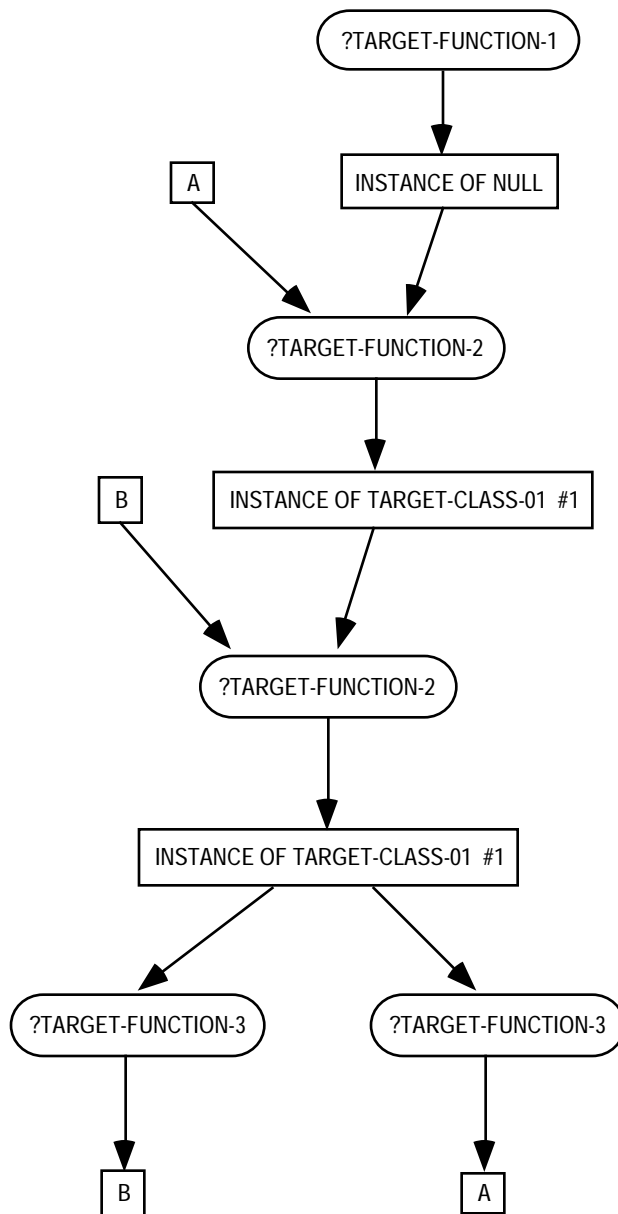 ?TARGET-FUNCTION-1
A
INSTANCE OF NULL
?TARGET-FUNCTION-2
B
INSTANCE OF TARGET-CLASS-01 #1
?TARGET-FUNCTION-2
INSTANCE OF TARGET-CLASS-01 #1
?TARGET-FUNCTION-3
?TARGET-FUNCTION-3
B
A